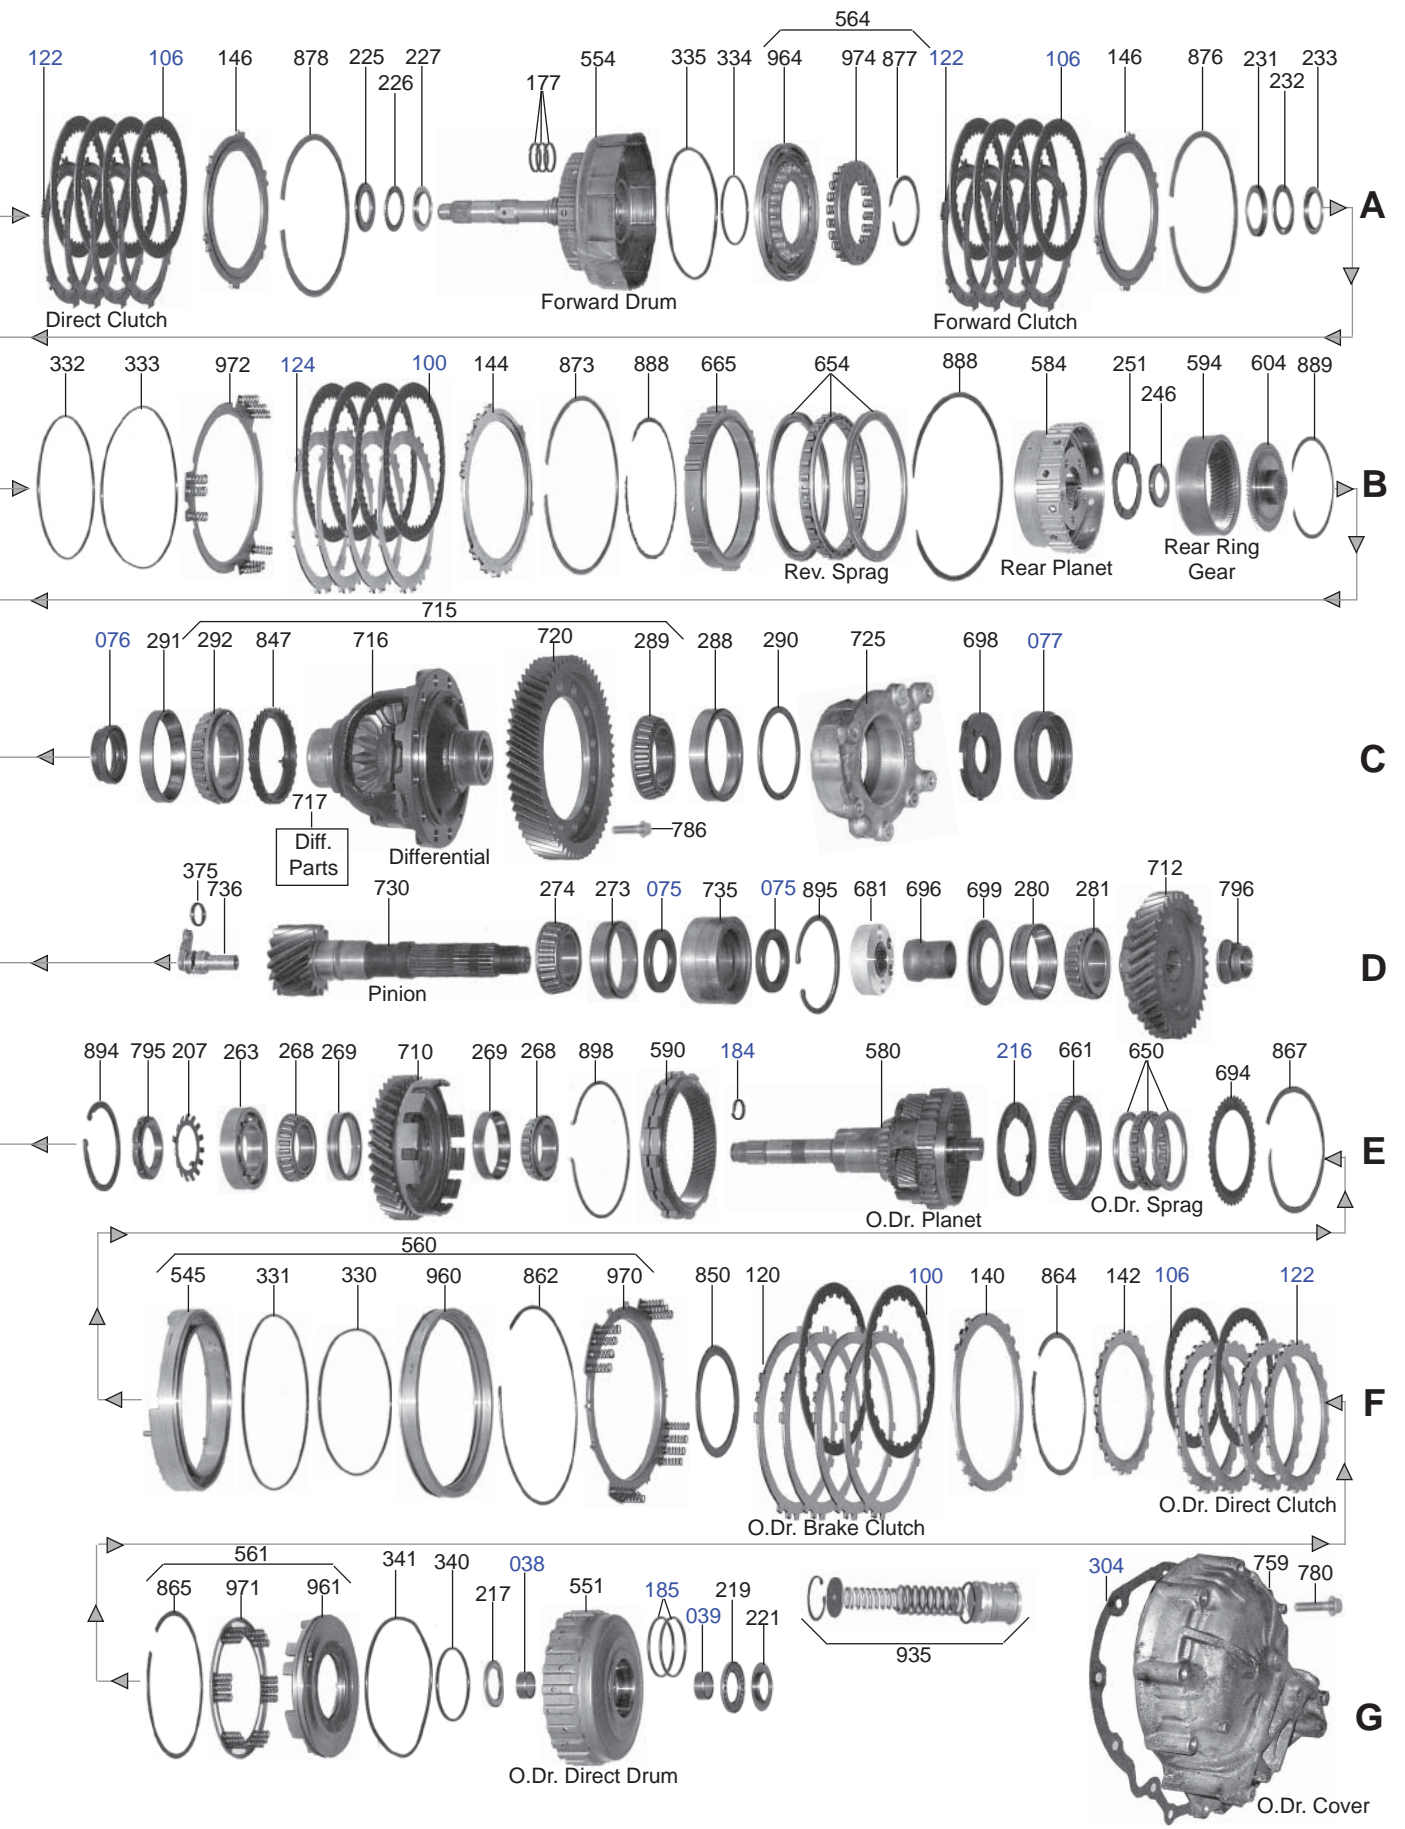 564
122 106 146 878 225 227 554 335 334 964 974 877 122 106 146 876 231 233
226 177 232
A
Forward Drum
Direct Clutch
Forward Clutch
332 333 972 124 100 144 873 888 665 654 888 584 251 594 604 889
246
B
Rear Ring
Gear
Rear Planet
Rev. Sprag
715
076 291 292 847 716 720 289 288 290 725 698 077
C
717
Diff.
Parts
Differential
786
375
736 730 274 273 075 735 075 895 681 696 699 280 281 712 796
D
Pinion
894 795 207 263 268 269 710 269 268 898 590 184 580 216 661 650 694 867
E
O.Dr. Planet
O.Dr. Sprag
560
545 331 330 960 862 970 850 120 100 140 864 142 106 122
F
O.Dr. Direct Clutch
O.Dr. Brake Clutch
561
865 971 961 341 340 217 038 551 185 039 219 221
935
304 759 780
G
O.Dr. Direct Drum
O.Dr. Cover